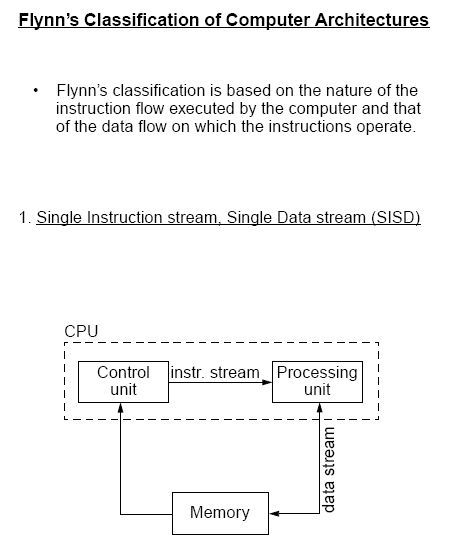 Flynn's Classification of Computer Architectures
• Flynn's classification is based on the nature of the
instruction flow executed by the computer and that
of the data flow on which the instructions operate.
1. Single Instruction stream, Single Data stream (SISD)
CPU
Control
unit
instr. stream
Processing
unit
data stream
Memory